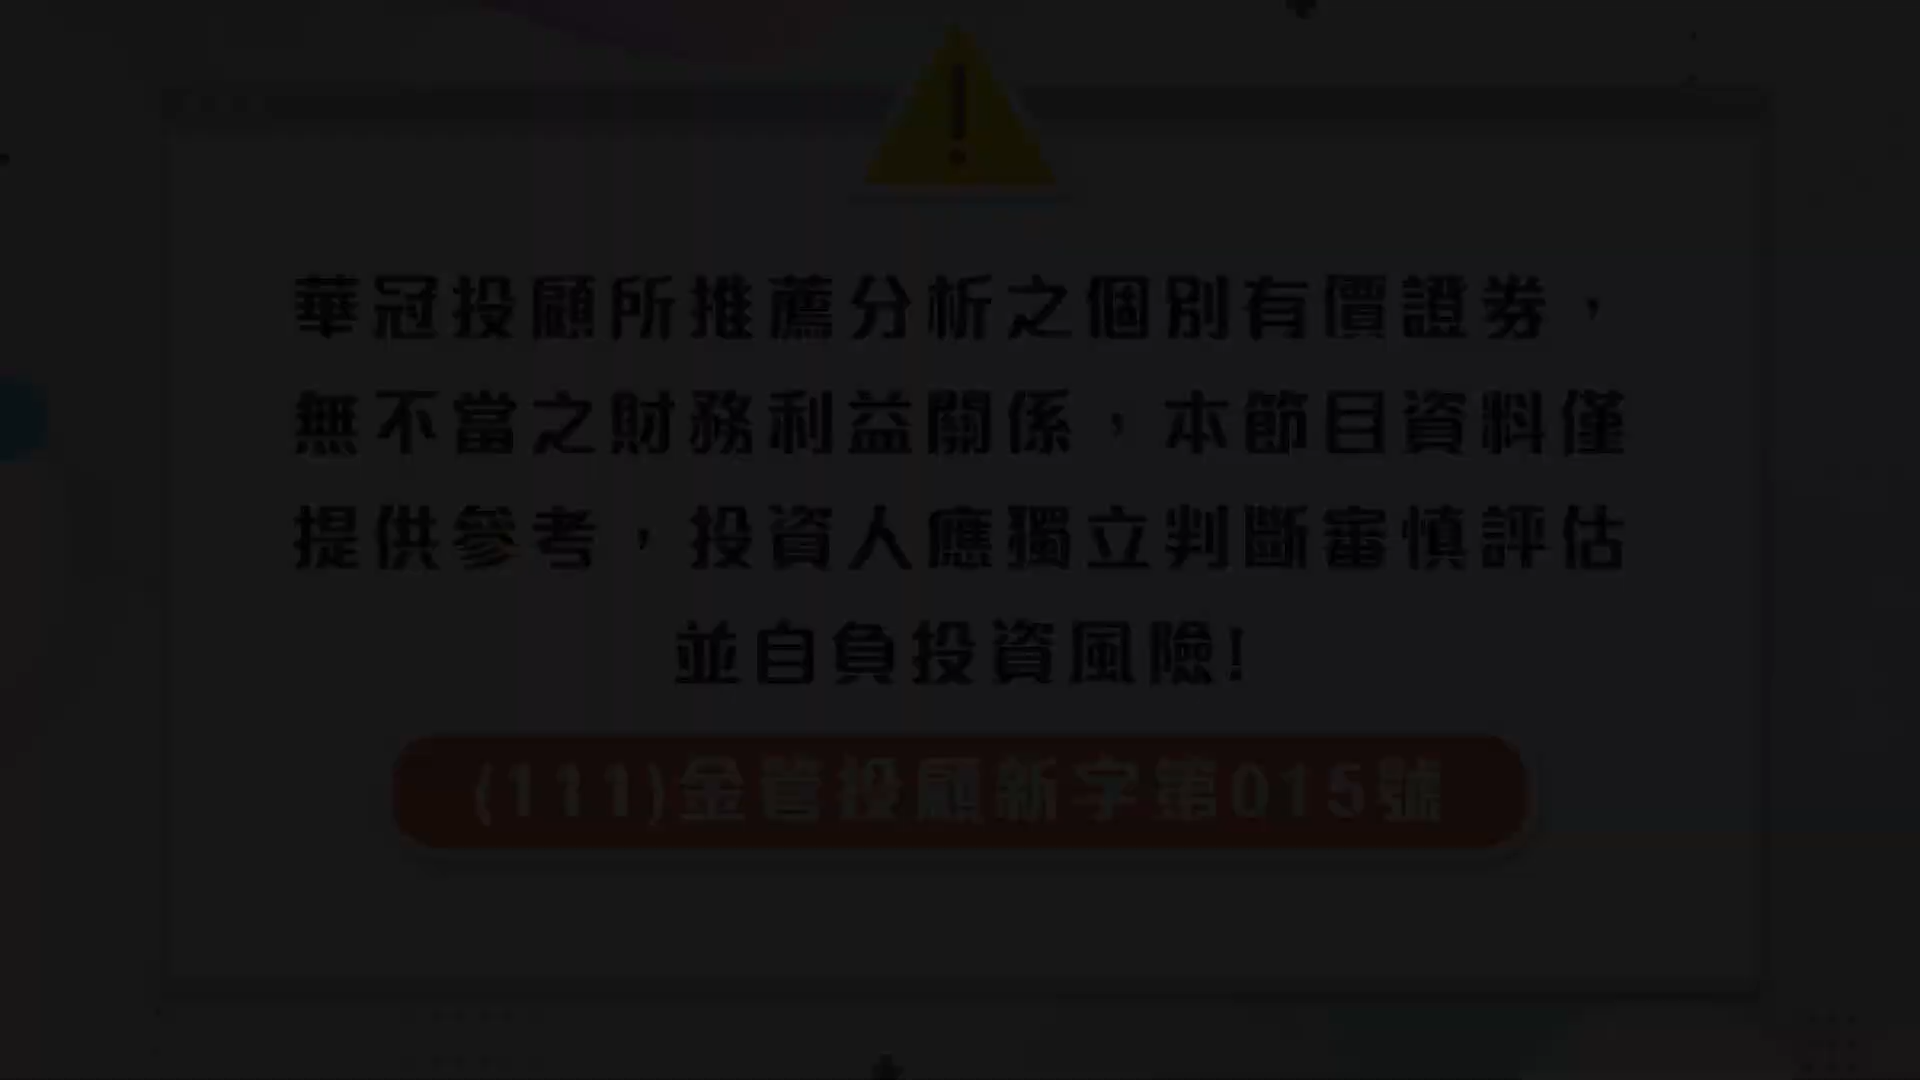 華冠投顧所推薦分析之個別有價證券，
無不當之財務利益關係，本節目資料僅
提供參考，投資人應獨立判斷審慎評估
並自負投資風險!
(111)金管投顧新字第015號